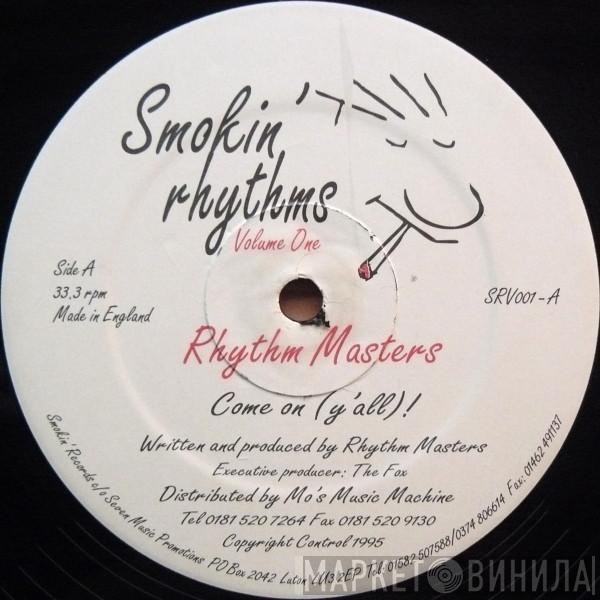 Smokin'
rhythms
Volume One
Side A
33,3 rpm
Made in England
SRV001-A
Rhythm Masters
Come on (y'all)!
Written and produced by Rhythm Masters
Executive producer: The Fox
Distributed by Mo's Music Machine
Tel 0181 520 7264 Fax 0181 520 9130
Copyright Control 1995
Smokin' Records c/o Seven Music Promotions PO Box 2042 Luton LU3 2EP Tel: 01582 507588/0374 806614 Fax: 01462 491137
МАРКЕТ ВИНИЛА